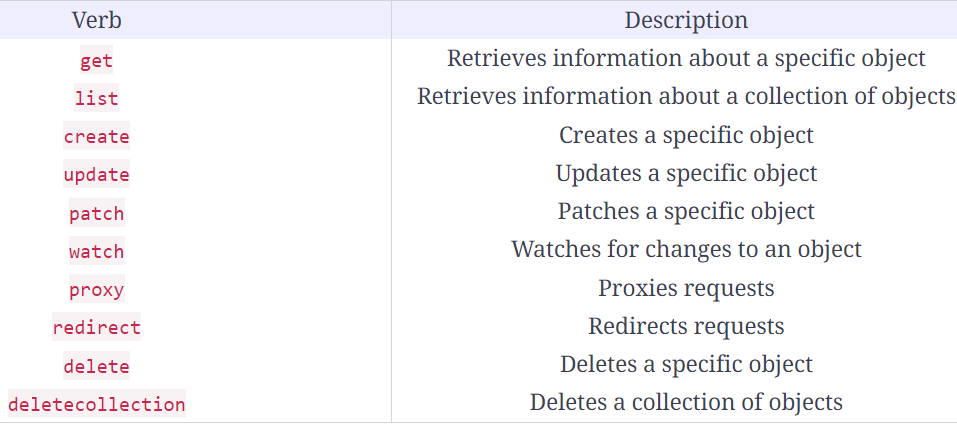 Verb Description
get Retrieves information about a specific object
list Retrieves information about a collection of objects
create Creates a specific object
update Updates a specific object
patch Patches a specific object
watch Watches for changes to an object
proxy Proxies requests
redirect Redirects requests
delete Deletes a specific object
deletecollection Deletes a collection of objects